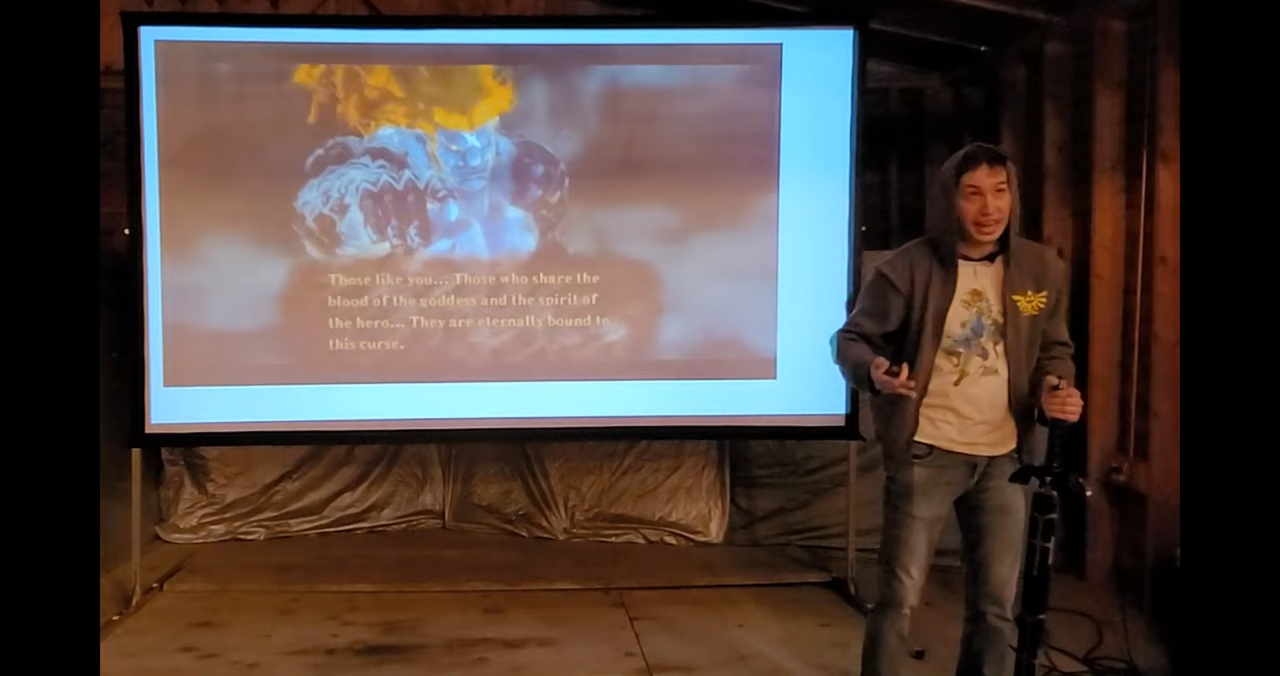 Those like you... Those who share the
blood of the goddess and the spirit of
the hero... They are eternally bound to
this curse.